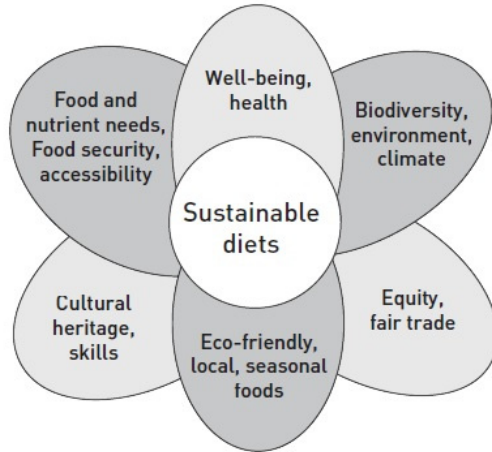 Well-being,
health
Food and
nutrient needs,
Food security,
accessibility
Biodiversity,
environment,
climate
Sustainable
diets
Cultural
heritage,
skills
Equity,
fair trade
Eco-friendly,
local, seasonal
foods